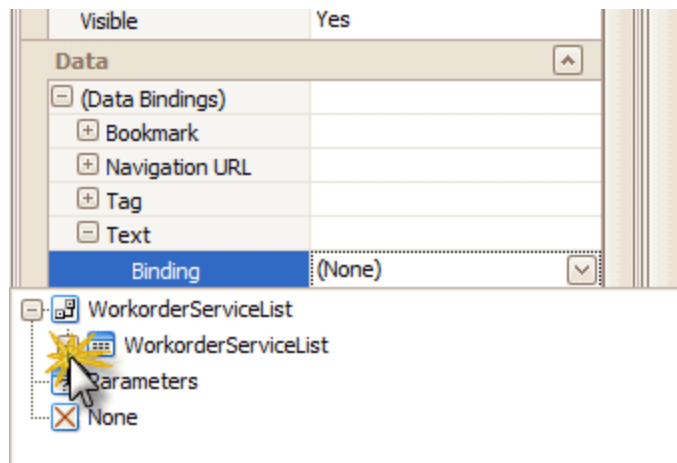 Visible Yes
Data
(Data Bindings)
Bookmark
Navigation URL
Tag
Text
Binding (None)
WorkorderServiceList
WorkorderServiceList
Parameters
None